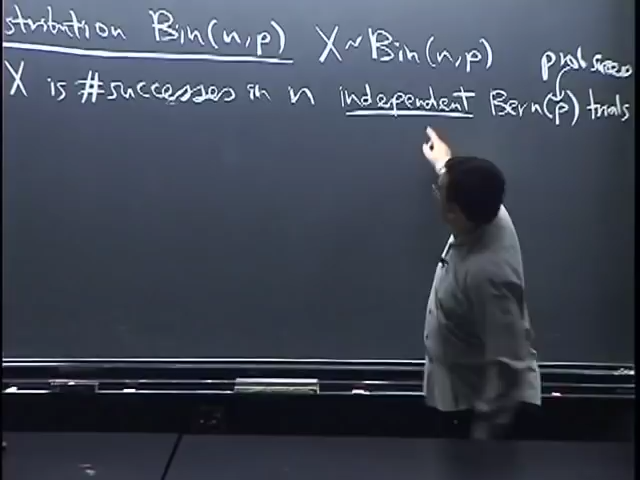 stribution Bin(n,p) X~Bin(n,p)
prob success
X is #successes in n independent Bern(p) trials